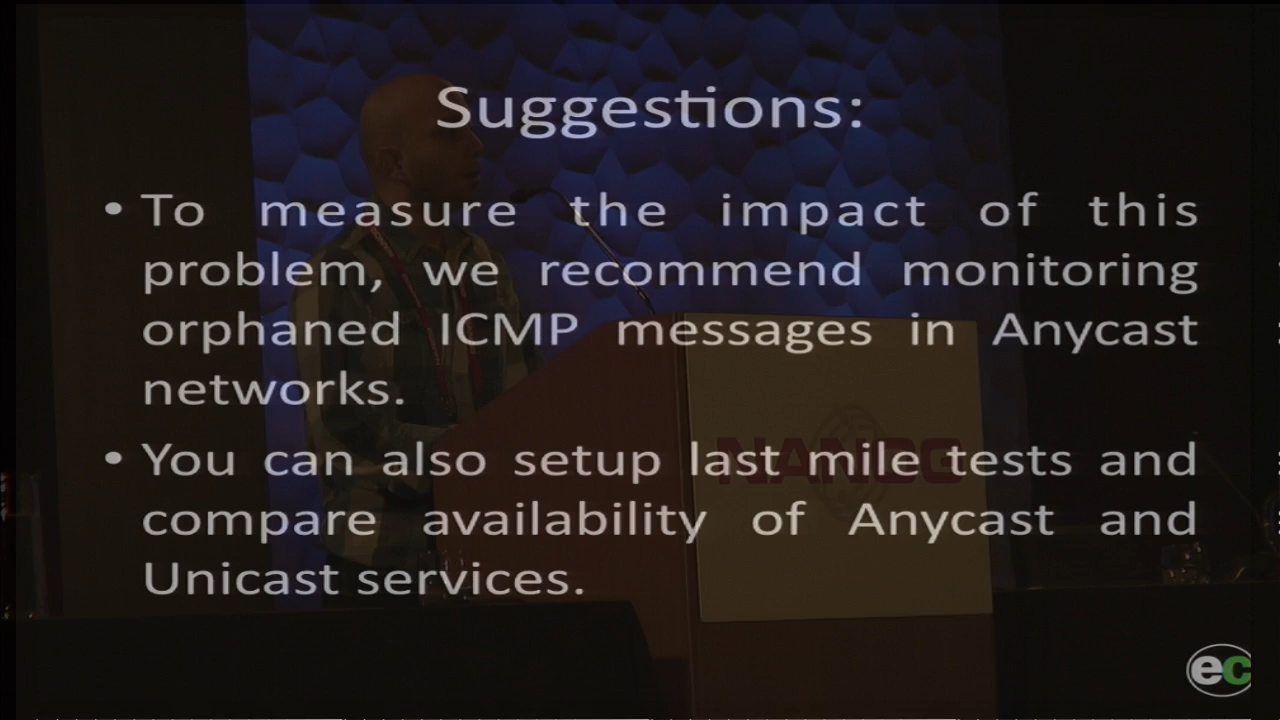 Suggestions:
• To measure the impact of this
problem, we recommend monitoring
orphaned ICMP messages in Anycast
networks.
• You can also setup last mile tests and
compare availability of Anycast and
Unicast services.
NANOG
ec